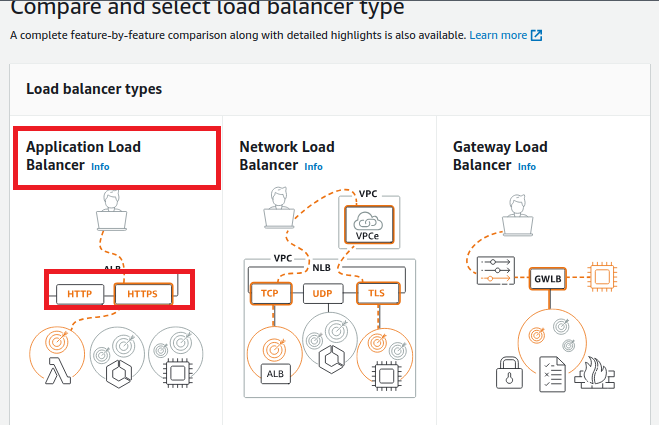 Compare and select load balancer type
A complete feature-by-feature comparison along with detailed highlights is also available. Learn more
Load balancer types
Application Load
Balancer Info
ALB
HTTP HTTPS
Network Load
Balancer Info
VPC
VPCe
VPC
NLB
TCP UDP TLS
ALB
Gateway Load
Balancer Info
GWLB